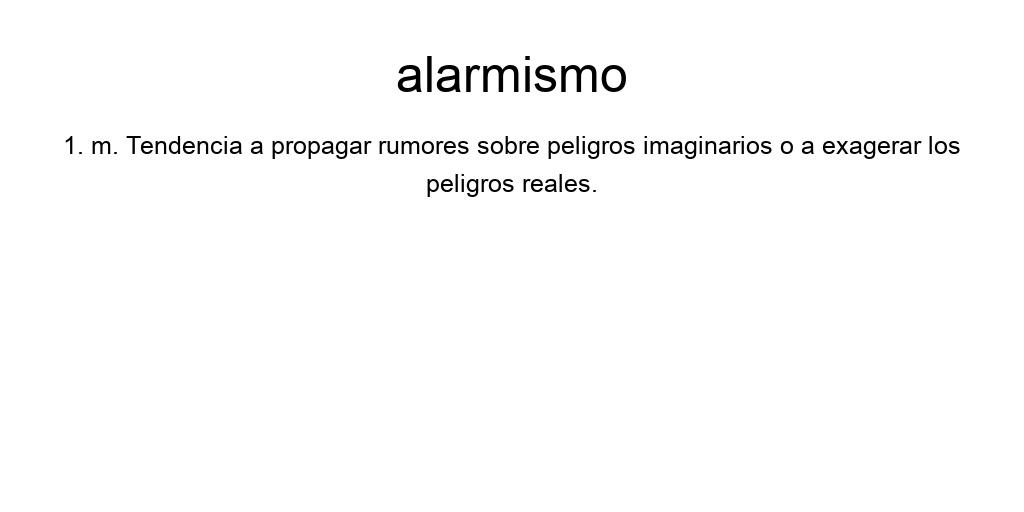 alarmismo
1. m. Tendencia a propagar rumores sobre peligros imaginarios o a exagerar los
peligros reales.